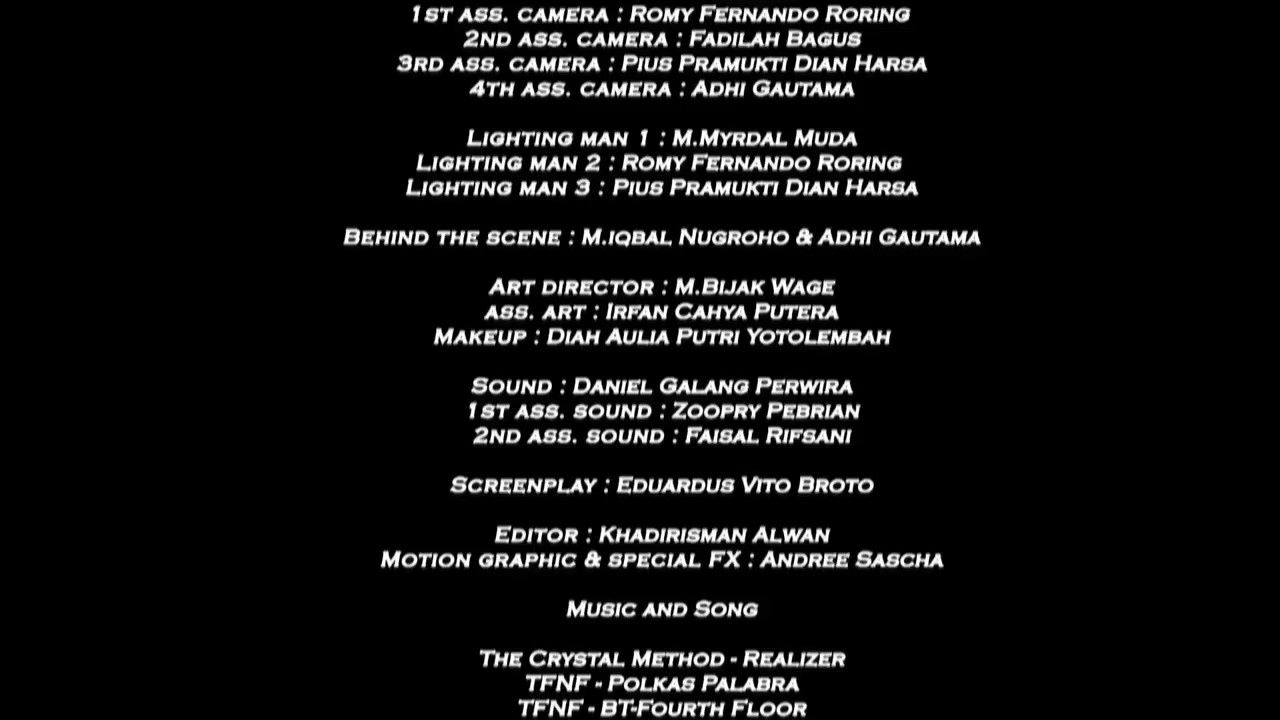 1st ass. camera : Romy Fernando Roring
2nd ass. camera : Fadilah Bagus
3rd ass. camera : Pius Pramukti Dian Harsa
4th ass. camera : Adhi Gautama
Lighting man 1 : M.Myrdal Muda
Lighting man 2 : Romy Fernando Roring
Lighting man 3 : Pius Pramukti Dian Harsa
Behind the scene : M.iqbal Nugroho & Adhi Gautama
Art director : M.Bijak Wage
ass. art : Irfan Cahya Putera
Makeup : Diah Aulia Putri Yotolembah
Sound : Daniel Galang Perwira
1st ass. sound : Zoopry Pebrian
2nd ass. sound : Faisal Rifsani
Screenplay : Eduardus Vito Broto
Editor : Khadirisman Alwan
Motion graphic & special FX : Andree Sascha
Music and Song
The Crystal Method - Realizer
TFNF - Polkas Palabra
TFNF - BT-Fourth Floor